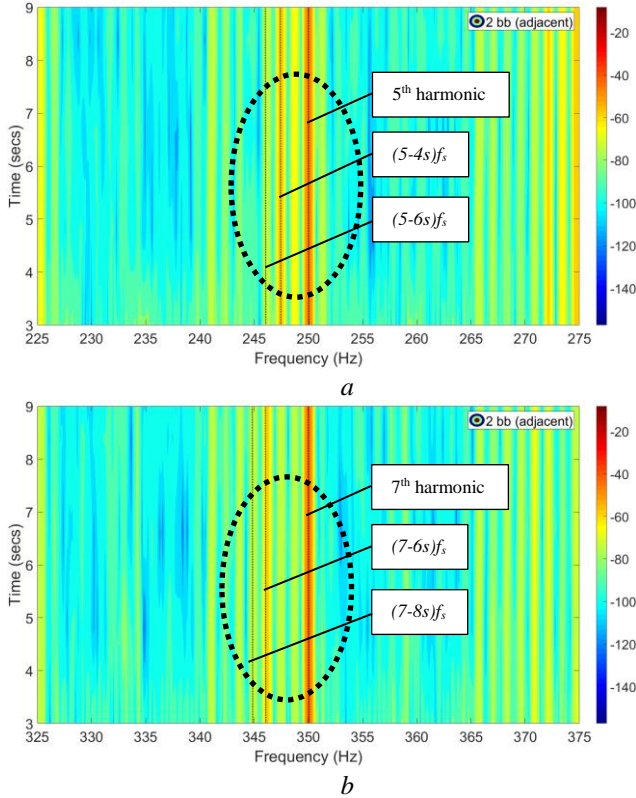 2 bb (adjacent)
9
8
7
6
5
4
3
Time (secs)
5th harmonic
(5-4s)fs
(5-6s)fs
225 230 235 240 245 250 255 260 265 270 275
Frequency (Hz)
-20
-40
-60
-80
-100
-120
-140
a
2 bb (adjacent)
9
8
7
6
5
4
3
Time (secs)
7th harmonic
(7-6s)fs
(7-8s)fs
325 330 335 340 345 350 355 360 365 370 375
Frequency (Hz)
-20
-40
-60
-80
-100
-120
-140
-160
b